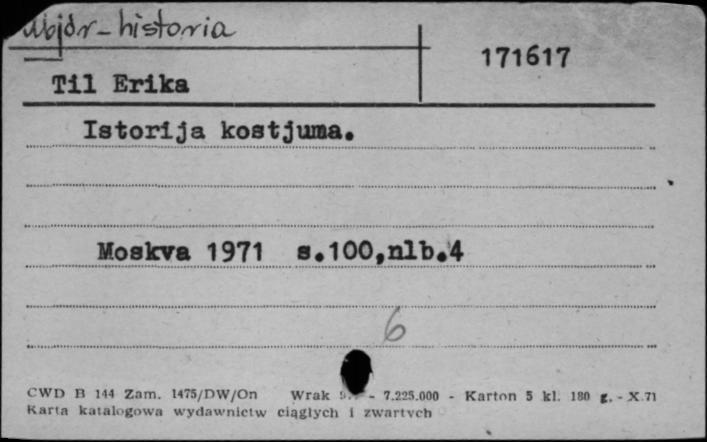 Ubiór - historia
171617
Til Erika
Istorija kostjuma.
Moskva 1971 s.100,nlb.4
6
CWD B 144 Zam. 1475/DW/On Wrak - 7.225.000 - Karton 5 kl. 180 g. - X.71
Karta katalogowa wydawnictw ciągłych i zwartych